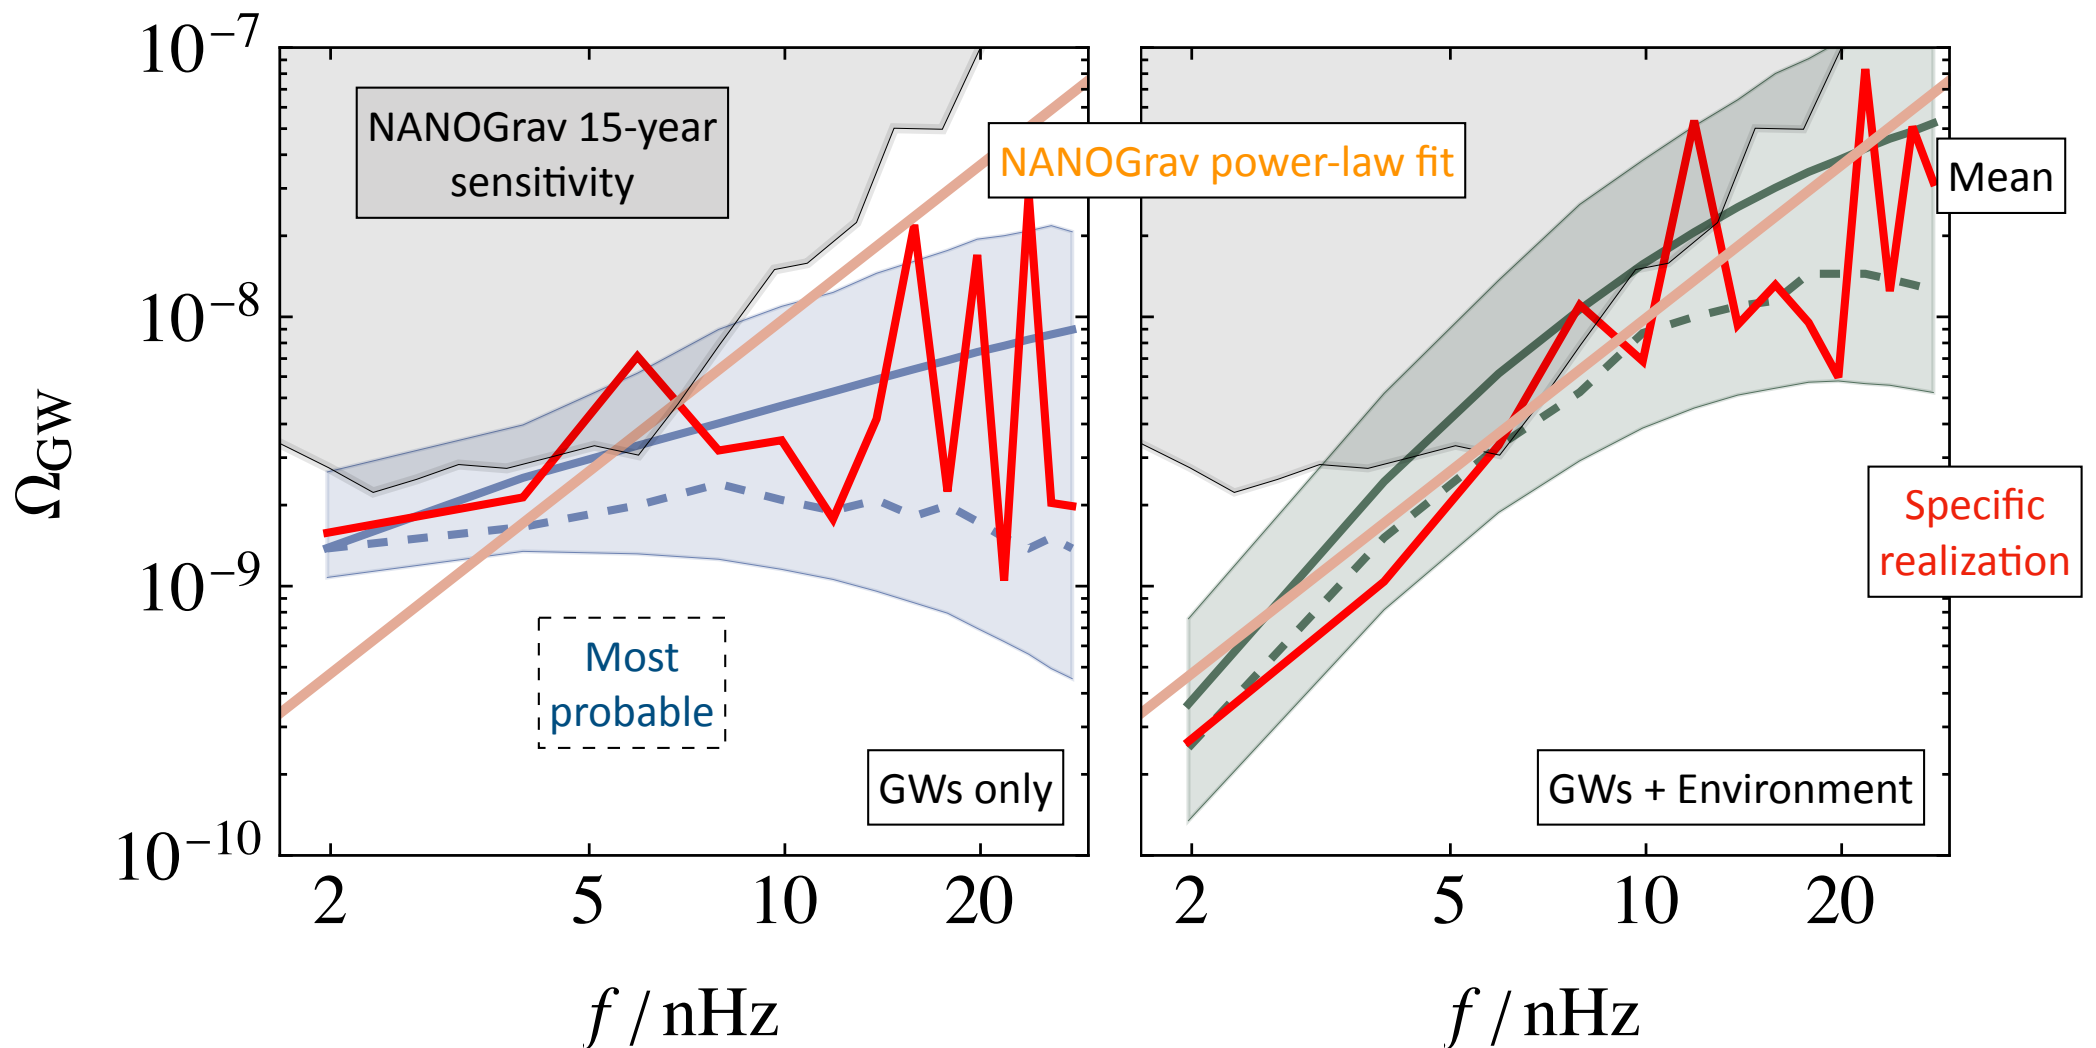 10−7
10−8
10−9
10−10
ΩGW
NANOGrav 15-year
sensitivity
NANOGrav power-law fit
Mean
Specific
realization
Most
probable
GWs only
GWs + Environment
2 5 10 20
2 5 10 20
f / nHz
f / nHz